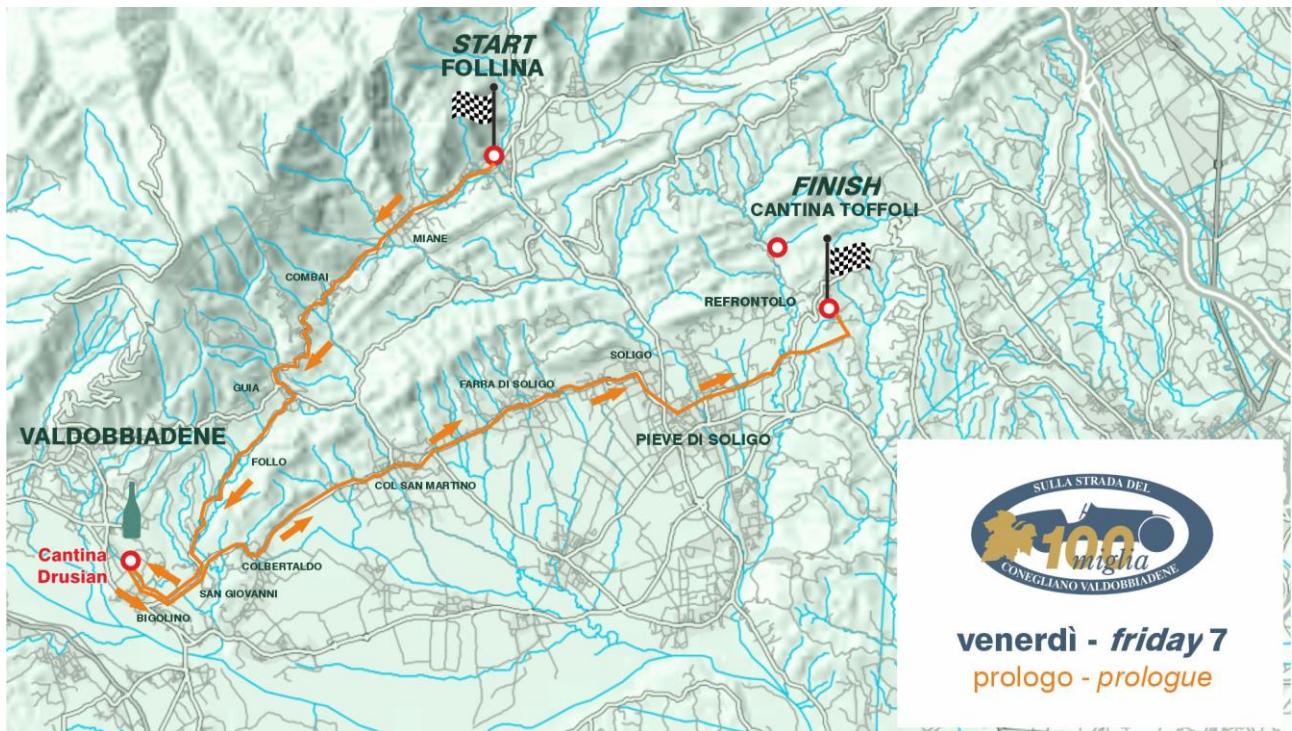 START
FOLLINA
FINISH
CANTINA TOFFOLI
MIANE
COMBAI
REFRONTOLO
SOLIGO
GUIA
FARRA DI SOLIGO
VALDOBBIADENE
PIEVE DI SOLIGO
FOLLO
COL SAN MARTINO
Cantina
Drusian
COLBERTALDO
SAN GIOVANNI
BIGOLINO
SULLA STRADA DEL
100
miglia
CONEGLIANO VALDOBBIADENE
venerdì - friday 7
prologo - prologue